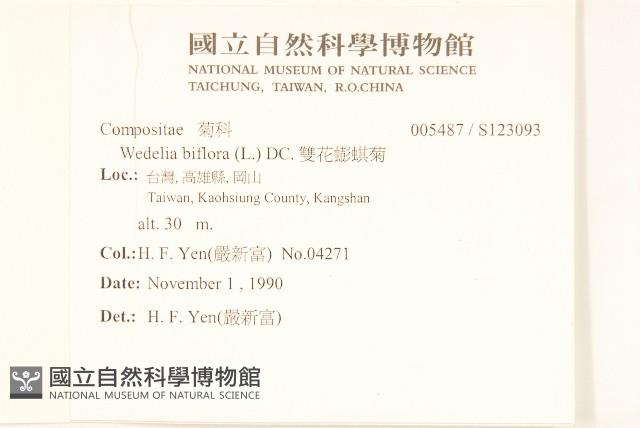 國立自然科學博物館
NATIONAL MUSEUM OF NATURAL SCIENCE
TAICHUNG, TAIWAN, R.O.CHINA
Compositae 菊科 005487 / S123093
Wedelia biflora (L.) DC. 雙花蟛蜞菊
Loc.: 台灣, 高雄縣, 岡山
Taiwan, Kaohsiung County, Kangshan
alt. 30 m.
Col.:H. F. Yen(嚴新富) No.04271
Date: November 1 , 1990
Det.: H. F. Yen(嚴新富)
國立自然科學博物館
NATIONAL MUSEUM OF NATURAL SCIENCE